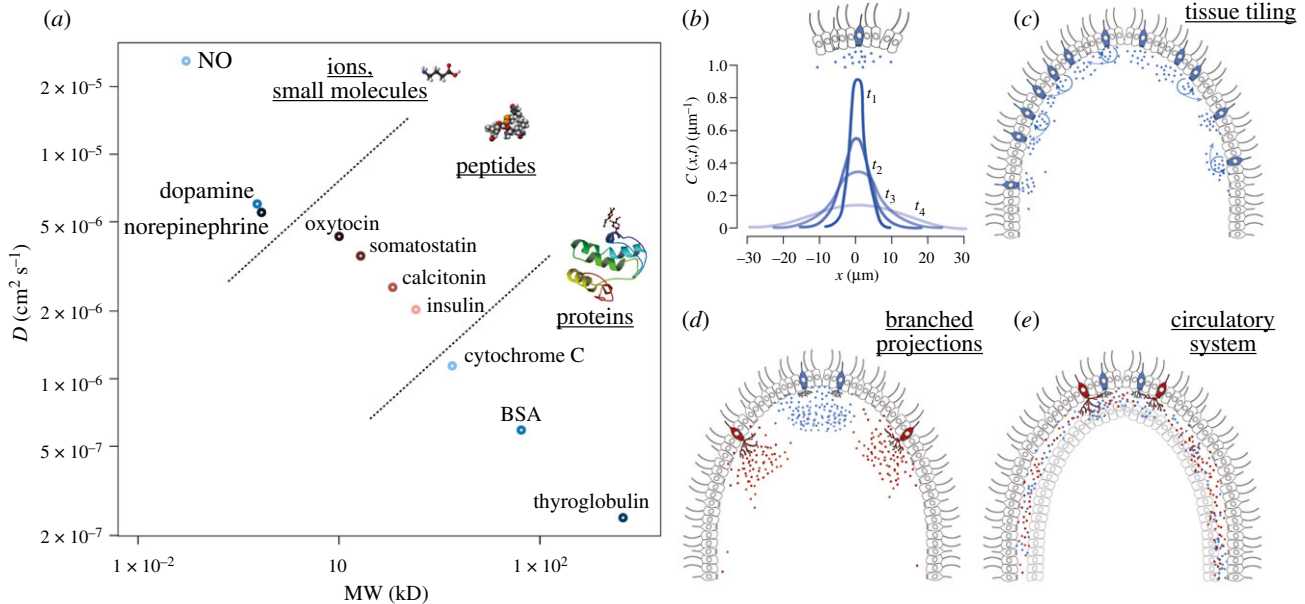 (a)
NO
ions,
small molecules
peptides
dopamine
norepinephrine
oxytocin
somatostatin
calcitonin
insulin
proteins
cytochrome C
BSA
thyroglobulin
D (cm² s⁻¹)
2 × 10⁻⁵
1 × 10⁻⁵
5 × 10⁻⁶
2 × 10⁻⁶
1 × 10⁻⁶
5 × 10⁻⁷
2 × 10⁻⁷
1 × 10⁻²
10
1 × 10²
MW (kD)
(b)
C (x,t) (μm⁻¹)
1.0
0.8
0.6
0.4
0.2
0
t₁
t₂
t₃
t₄
−30 −20 −10 0 10 20 30
x (μm)
(c)
tissue tiling
(d)
branched
projections
(e)
circulatory
system